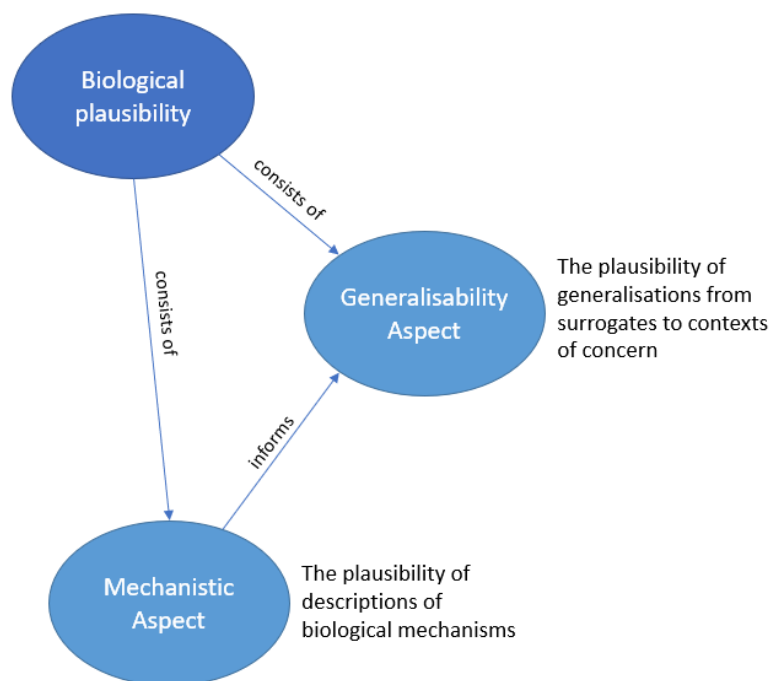 Biological
plausibility
consists of
consists of
Generalisability
Aspect
The plausibility of
generalisations from
surrogates to contexts
of concern
informs
Mechanistic
Aspect
The plausibility of
descriptions of
biological mechanisms